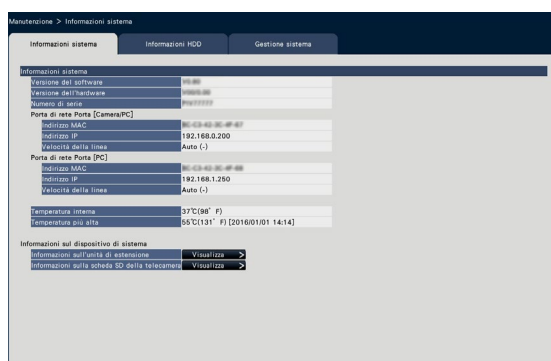 Manutenzione > Informazioni sistema
Informazioni sistema Informazioni HDD Gestione sistema
Informazioni sistema
Versione del software
Versione dell'hardware
Numero di serie
Porta di rete Porta [Camera/PC]
Indirizzo MAC
Indirizzo IP 192.168.0.200
Velocità della linea Auto (-)
Porta di rete Porta [PC]
Indirizzo MAC
Indirizzo IP 192.168.1.250
Velocità della linea Auto (-)
Temperatura interna 37℃(98° F)
Temperatura più alta 55℃(131° F) [2016/01/01 14:14]
Informazioni sul dispositivo di sistema
Informazioni sull'unità di estensione Visualizza >
Informazioni sulla scheda SD della telecamera Visualizza >